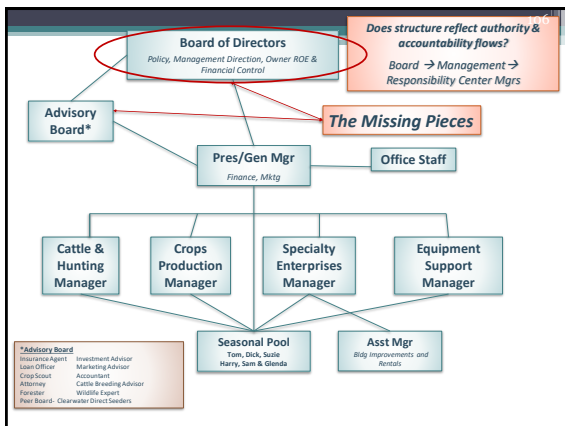 106
Board of Directors
Policy, Management Direction, Owner ROE &
Financial Control
Does structure reflect authority &
accountability flows?
Board → Management →
Responsibility Center Mgrs
Advisory
Board*
The Missing Pieces
Pres/Gen Mgr
Finance, Mktg
Office Staff
Cattle &
Hunting
Manager
Crops
Production
Manager
Specialty
Enterprises
Manager
Equipment
Support
Manager
Seasonal Pool
Tom, Dick, Suzie
Harry, Sam & Glenda
Asst Mgr
Bldg Improvements and
Rentals
*Advisory Board
Insurance Agent Investment Advisor
Loan Officer Marketing Advisor
Crop Scout Accountant
Attorney Cattle Breeding Advisor
Forester Wildlife Expert
Peer Board- Clearwater Direct Seeders